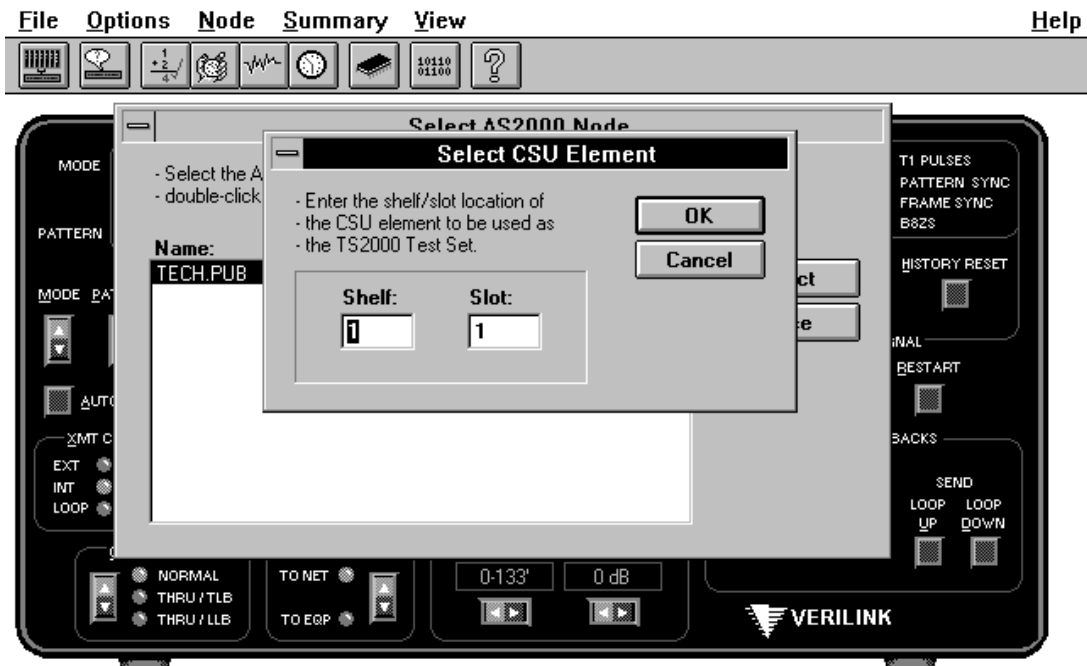 File Options Node Summary View Help
10110
01100
Select AS2000 Node
Select CSU Element
- Select the A
- double-click
- Enter the shelf/slot location of
- the CSU element to be used as
- the TS2000 Test Set.
OK
Cancel
Name:
TECH.PUB
Shelf: Slot:
1 1
ct
ce
MODE
PATTERN
MODE PA
AUTO
XMT C
EXT
INT
LOOP
T1 PULSES
PATTERN SYNC
FRAME SYNC
B8ZS
HISTORY RESET
GNAL
RESTART
BACKS
SEND
LOOP UP
LOOP DOWN
NORMAL
THRU / TLB
THRU / LLB
TO NET
TO EQP
0-133' 0 dB
VERILINK